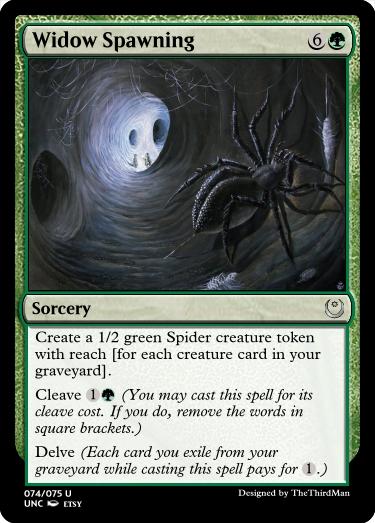 Widow Spawning 6
Sorcery
Create a 1/2 green Spider creature token
with reach [for each creature card in your
graveyard].
Cleave 1 (You may cast this spell for its
cleave cost. If you do, remove the words in
square brackets.)
Delve (Each card you exile from your
graveyard while casting this spell pays for 1.)
074/075 U
Designed by TheThirdMan
UNC ETSY